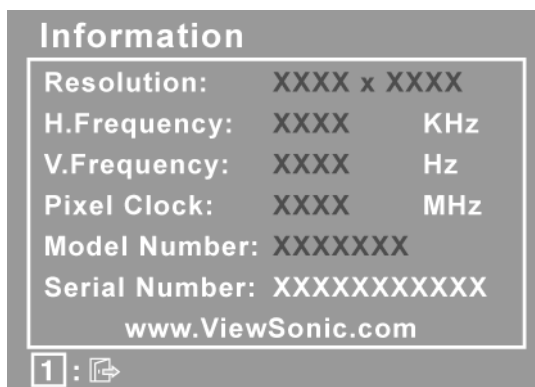 Information
Resolution: XXXX x XXXX
H.Frequency: XXXX KHz
V.Frequency: XXXX Hz
Pixel Clock: XXXX MHz
Model Number: XXXXXXX
Serial Number: XXXXXXXXXXX
www.ViewSonic.com
1 :